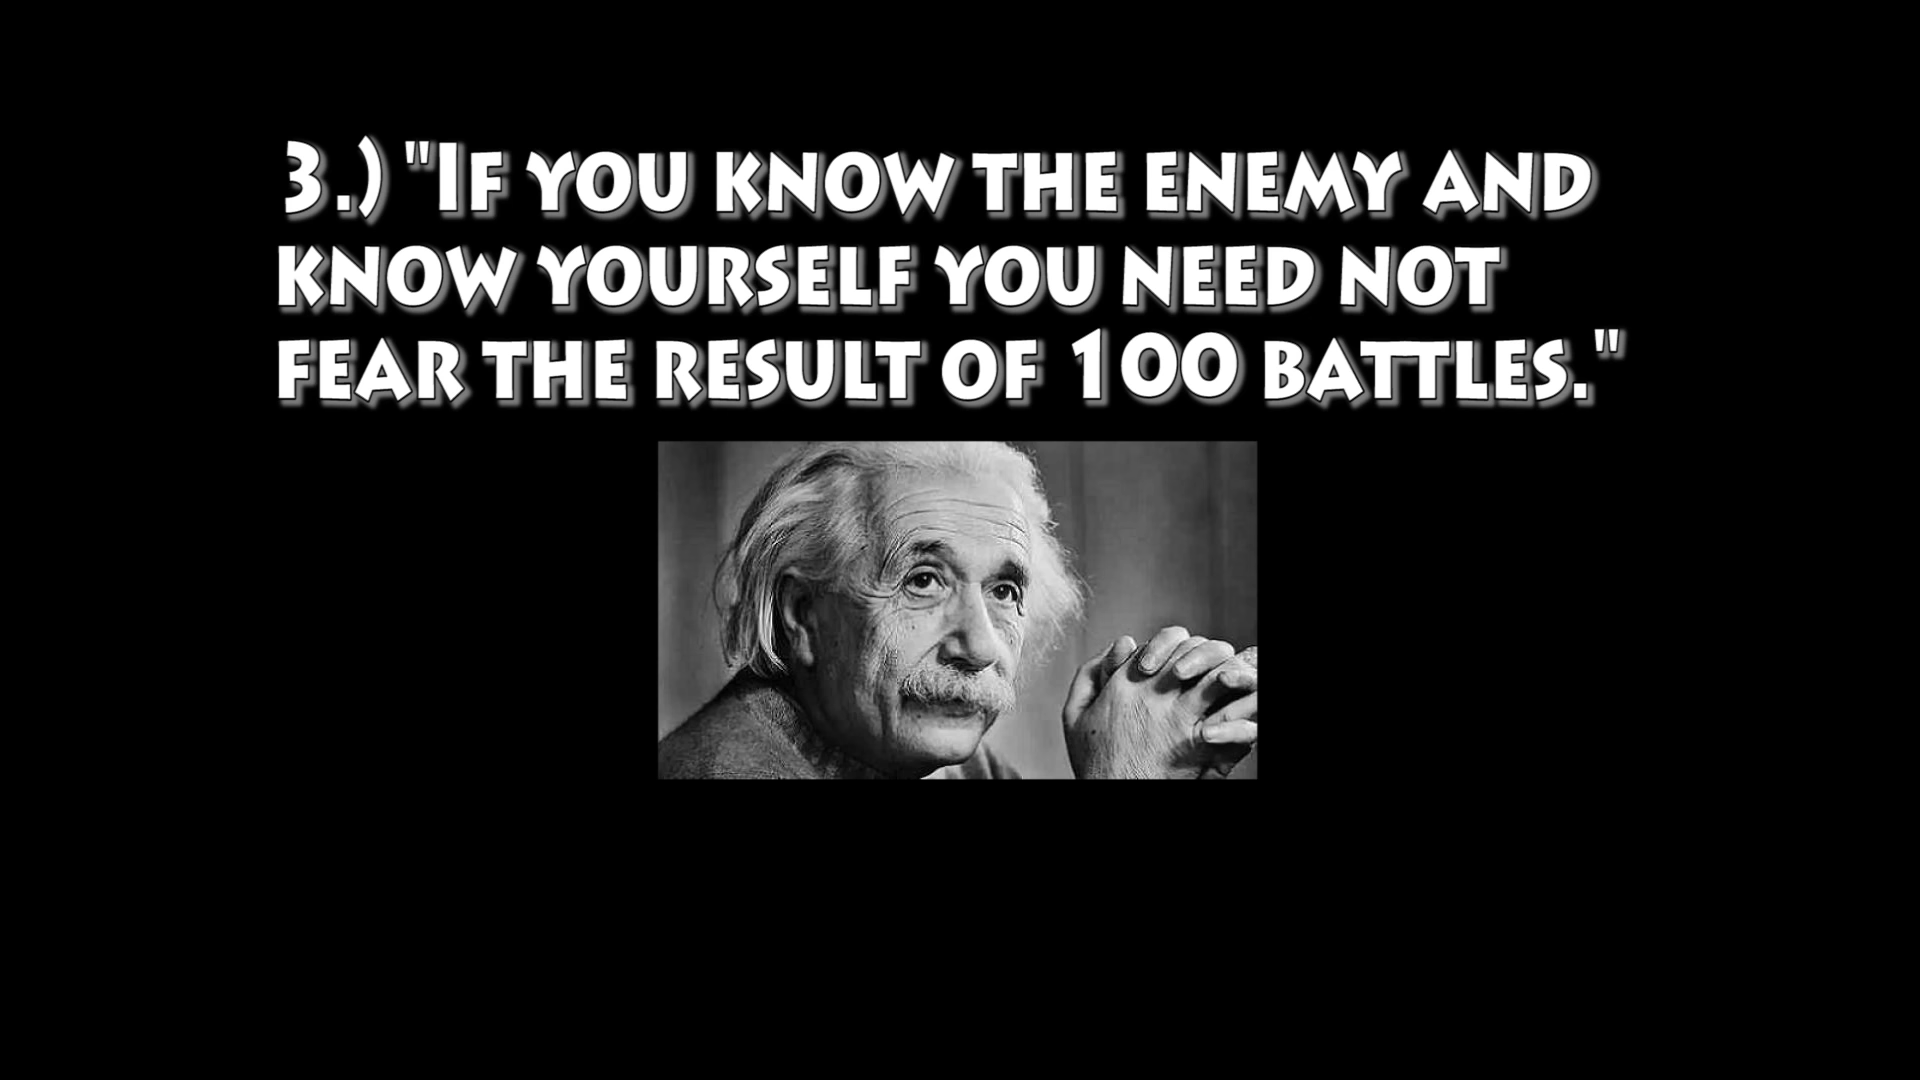 3.) "If you know the enemy and
know yourself you need not
fear the result of 100 battles."